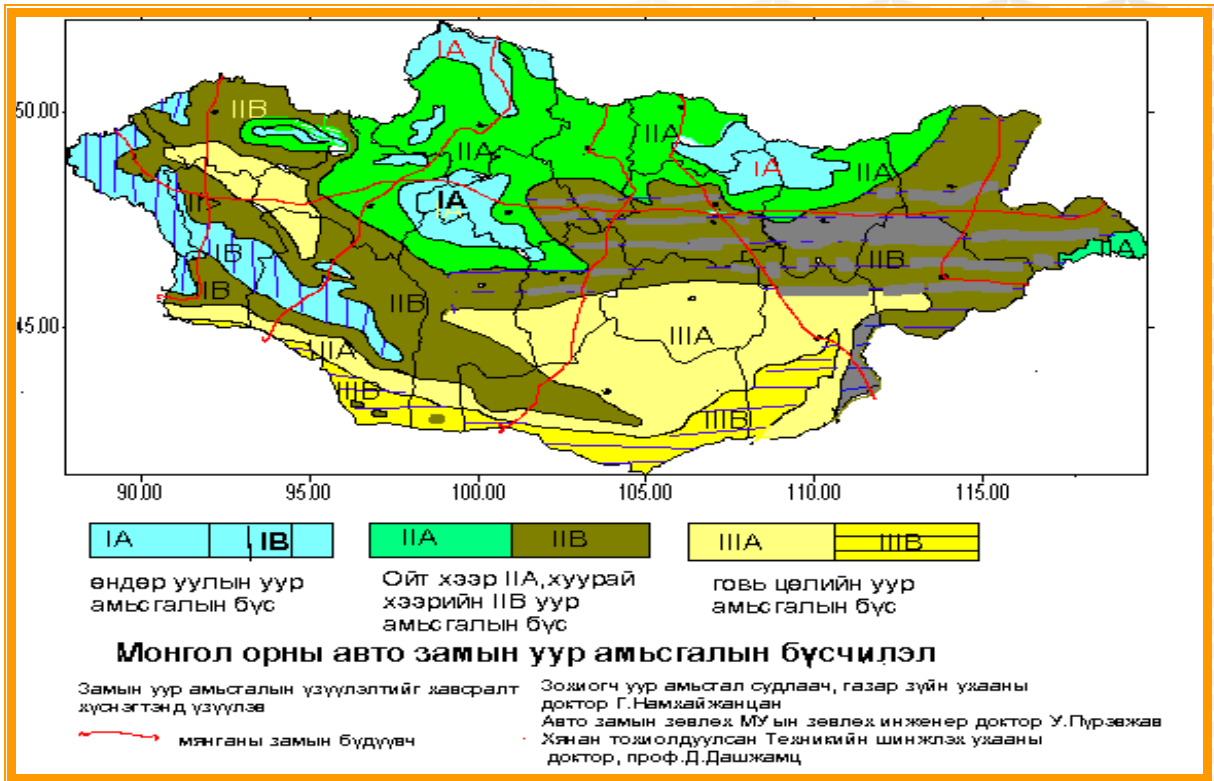 IA
IIB
50.00
IIA
IIA
IA
IIA
IA
IIA
IB
IIB
IIB
IIB
45.00
IIIA
IIIA
IIIB
IIIB
90.00 95.00 100.00 105.00 110.00 115.00
IA IB IIA IIB IIIA IIIB
өндөр уулын уур
амьсгалын бүс
Ойт хээр IIA,хуурай
хээрийн IIB уур
амьсгалын бүс
говь цөлийн уур
амьсгалын бүс
Монгол орны авто замын уур амьсгалын бүсчилэл
Замын уур амьсгалын үзүүлэлтийг хавсралт
хүснэгтэнд үзүүлэв
мянганы замын бүдүүвч
Зохиогч уур амьстал судлаач, газар зүйн ухааны
доктор Г.Намхайжанцан
Авто замын зөвлөх МУ ын зөвлөх инженер доктор У.Пүрэвжав
Хянан тохиолдуулсан Техникийн шинжлэх ухааны
доктор, проф.Д.Дашжамц